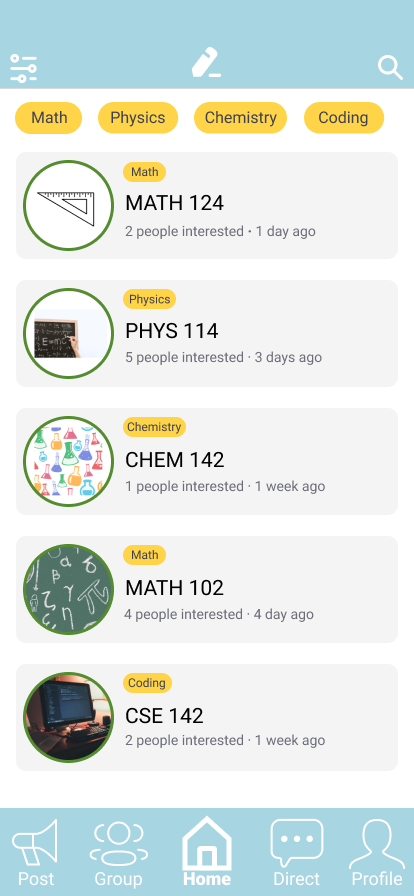 Math Physics Chemistry Coding
Math
MATH 124
2 people interested • 1 day ago
Physics
PHYS 114
5 people interested · 3 days ago
Chemistry
CHEM 142
1 people interested · 1 week ago
Math
MATH 102
4 people interested · 4 day ago
Coding
CSE 142
2 people interested · 1 week ago
Post Group Home Direct Profile